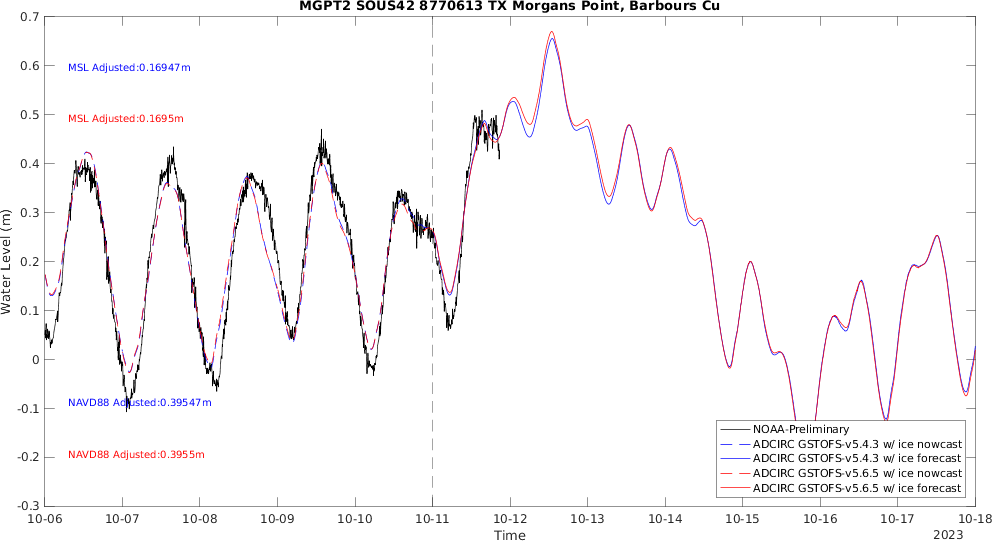 MGPT2 SOUS42 8770613 TX Morgans Point, Barbours Cu
Water Level (m)
0.7
0.6
0.5
0.4
0.3
0.2
0.1
0
-0.1
-0.2
-0.3
MSL Adjusted:0.16947m
MSL Adjusted:0.1695m
NAVD88 Adjusted:0.39547m
NAVD88 Adjusted:0.3955m
NOAA-Preliminary
ADCIRC GSTOFS-v5.4.3 w/ ice nowcast
ADCIRC GSTOFS-v5.4.3 w/ ice forecast
ADCIRC GSTOFS-v5.6.5 w/ ice nowcast
ADCIRC GSTOFS-v5.6.5 w/ ice forecast
10-06 10-07 10-08 10-09 10-10 10-11 10-12 10-13 10-14 10-15 10-16 10-17 10-18
Time
2023